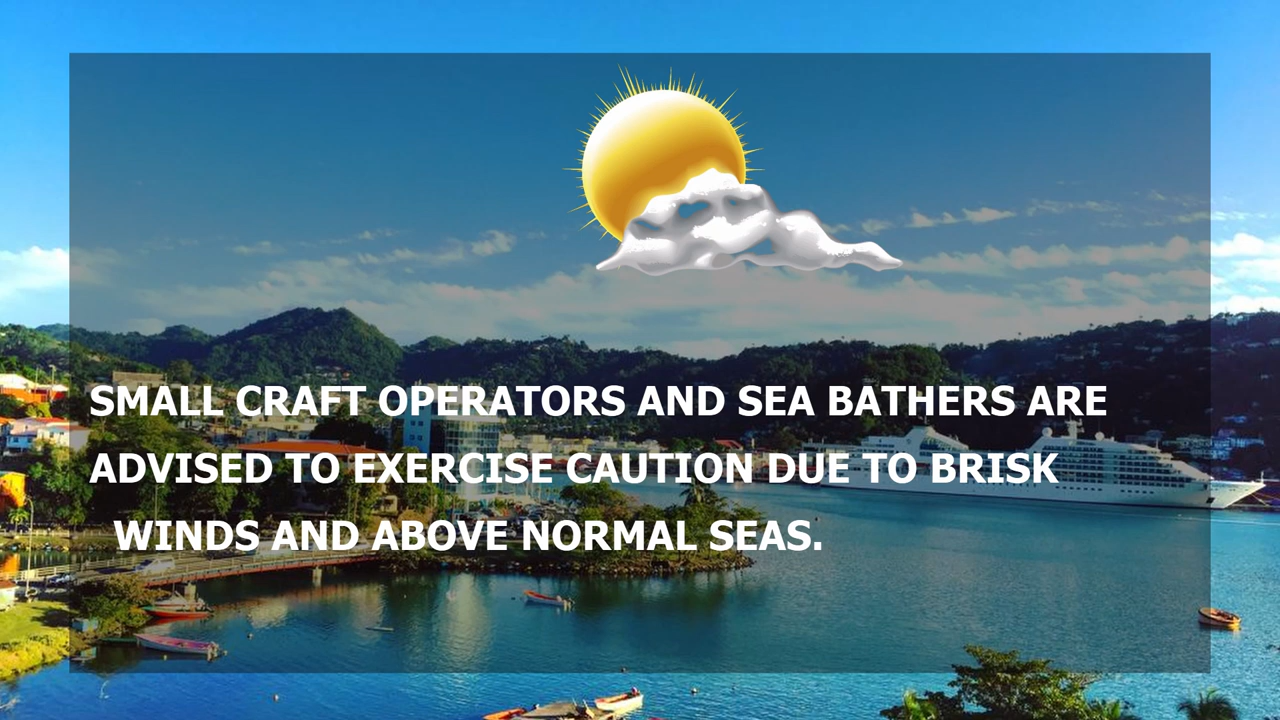 SMALL CRAFT OPERATORS AND SEA BATHERS ARE
ADVISED TO EXERCISE CAUTION DUE TO BRISK
WINDS AND ABOVE NORMAL SEAS.